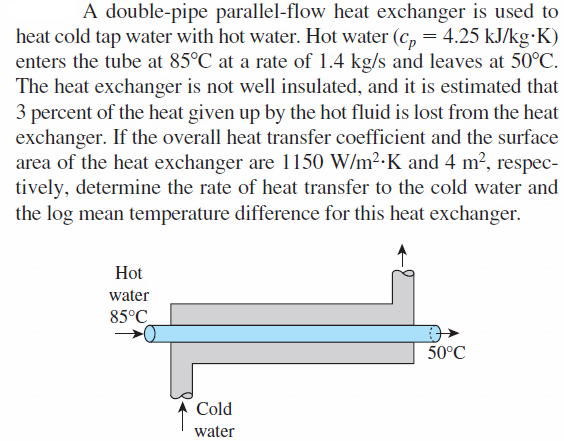 A double-pipe parallel-flow heat exchanger is used to
heat cold tap water with hot water. Hot water (cₚ = 4.25 kJ/kg·K)
enters the tube at 85°C at a rate of 1.4 kg/s and leaves at 50°C.
The heat exchanger is not well insulated, and it is estimated that
3 percent of the heat given up by the hot fluid is lost from the heat
exchanger. If the overall heat transfer coefficient and the surface
area of the heat exchanger are 1150 W/m²·K and 4 m², respec-
tively, determine the rate of heat transfer to the cold water and
the log mean temperature difference for this heat exchanger.
Hot
water
85°C
50°C
Cold
water